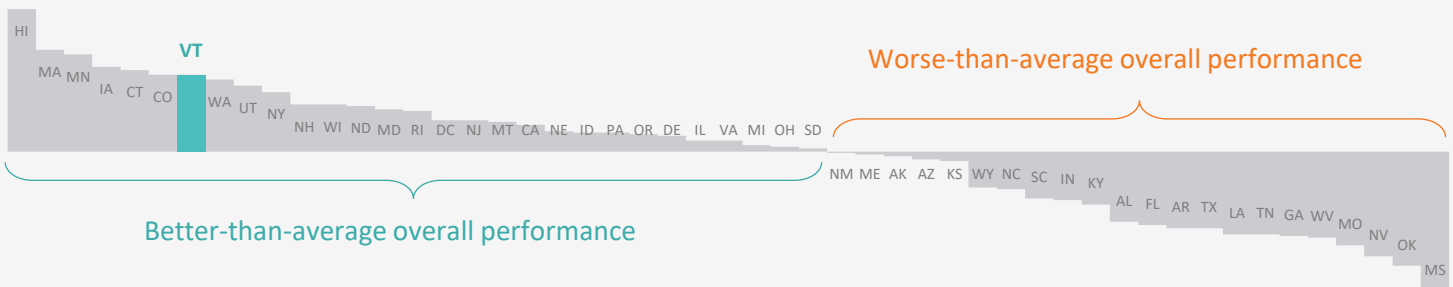 HI
VT
MA MN IA CT CO WA UT NY NH WI ND MD RI DC NJ MT CA NE ID PA OR DE IL VA MI OH SD
Worse-than-average overall performance
NM ME AK AZ KS WY NC SC IN KY AL FL AR TX LA TN GA WV MO NV OK MS
Better-than-average overall performance